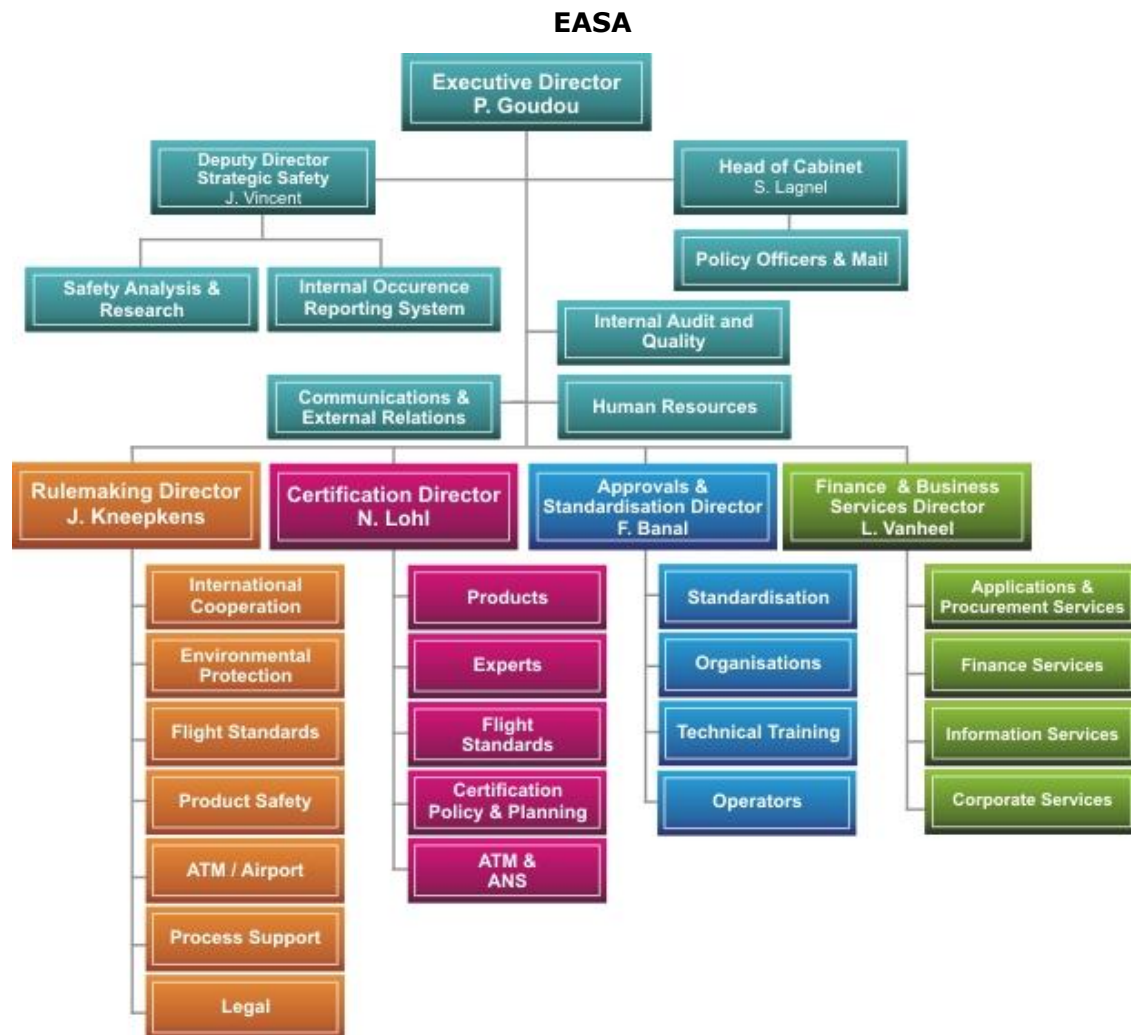 EASA
Executive Director
P. Goudou
Deputy Director
Strategic Safety
J. Vincent
Head of Cabinet
S. Lagnel
Policy Officers & Mail
Safety Analysis &
Research
Internal Occurence
Reporting System
Internal Audit and
Quality
Communications &
External Relations
Human Resources
Rulemaking Director
J. Kneepkens
Certification Director
N. Lohl
Approvals &
Standardisation Director
F. Banal
Finance & Business
Services Director
L. Vanheel
International
Cooperation
Environmental
Protection
Flight Standards
Product Safety
ATM / Airport
Process Support
Legal
Products
Experts
Flight
Standards
Certification
Policy & Planning
ATM &
ANS
Standardisation
Organisations
Technical Training
Operators
Applications &
Procurement Services
Finance Services
Information Services
Corporate Services